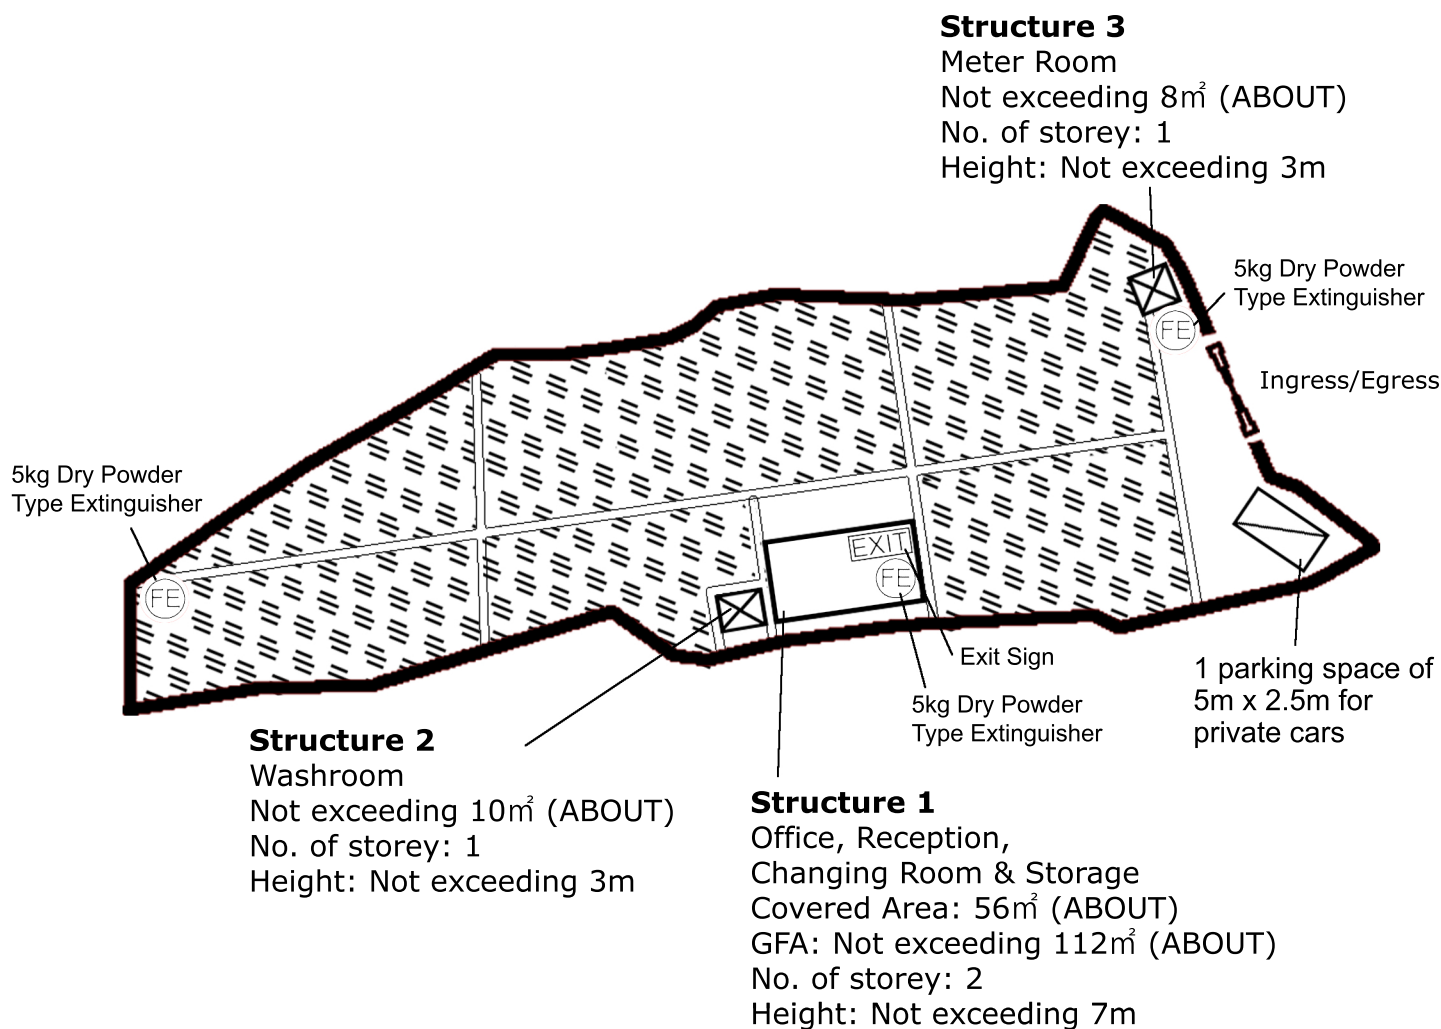 Structure 3
Meter Room
Not exceeding 8㎡ (ABOUT)
No. of storey: 1
Height: Not exceeding 3m
5kg Dry Powder
Type Extinguisher
FE
Ingress/Egress
5kg Dry Powder
Type Extinguisher
FE
EXIT
FE
Exit Sign
5kg Dry Powder
Type Extinguisher
1 parking space of
5m x 2.5m for
private cars
Structure 2
Washroom
Not exceeding 10㎡ (ABOUT)
No. of storey: 1
Height: Not exceeding 3m
Structure 1
Office, Reception,
Changing Room & Storage
Covered Area: 56㎡ (ABOUT)
GFA: Not exceeding 112㎡ (ABOUT)
No. of storey: 2
Height: Not exceeding 7m